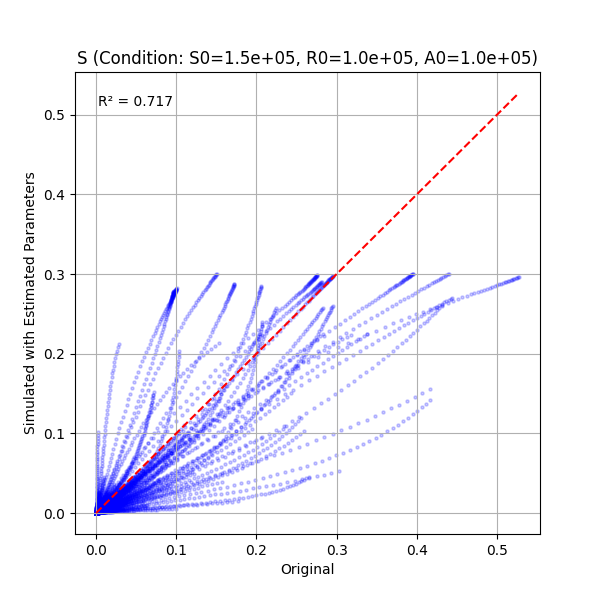 S (Condition: S0=1.5e+05, R0=1.0e+05, A0=1.0e+05)
R² = 0.717
Simulated with Estimated Parameters
0.5
0.4
0.3
0.2
0.1
0.0
0.0 0.1 0.2 0.3 0.4 0.5
Original